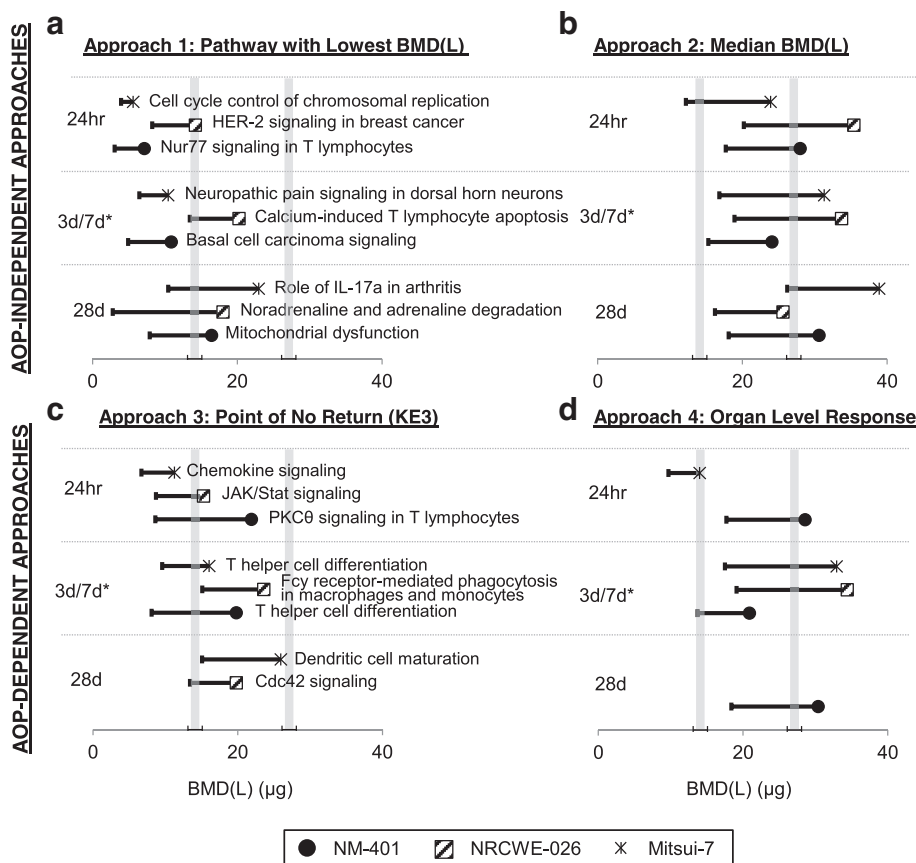 a
Approach 1: Pathway with Lowest BMD(L)
AOP-INDEPENDENT APPROACHES
24hr
Cell cycle control of chromosomal replication
HER-2 signaling in breast cancer
Nur77 signaling in T lymphocytes
3d/7d*
Neuropathic pain signaling in dorsal horn neurons
Calcium-induced T lymphocyte apoptosis
Basal cell carcinoma signaling
28d
Role of IL-17a in arthritis
Noradrenaline and adrenaline degradation
Mitochondrial dysfunction
0 20 40
b
Approach 2: Median BMD(L)
24hr
3d/7d*
28d
0 20 40
c
Approach 3: Point of No Return (KE3)
AOP-DEPENDENT APPROACHES
24hr
Chemokine signaling
JAK/Stat signaling
PKCθ signaling in T lymphocytes
3d/7d*
T helper cell differentiation
Fcy receptor-mediated phagocytosis
in macrophages and monocytes
T helper cell differentiation
28d
Dendritic cell maturation
Cdc42 signaling
0 20 40
BMD(L) (µg)
d
Approach 4: Organ Level Response
24hr
3d/7d*
28d
0 20 40
BMD(L) (µg)
NM-401 NRCWE-026 Mitsui-7